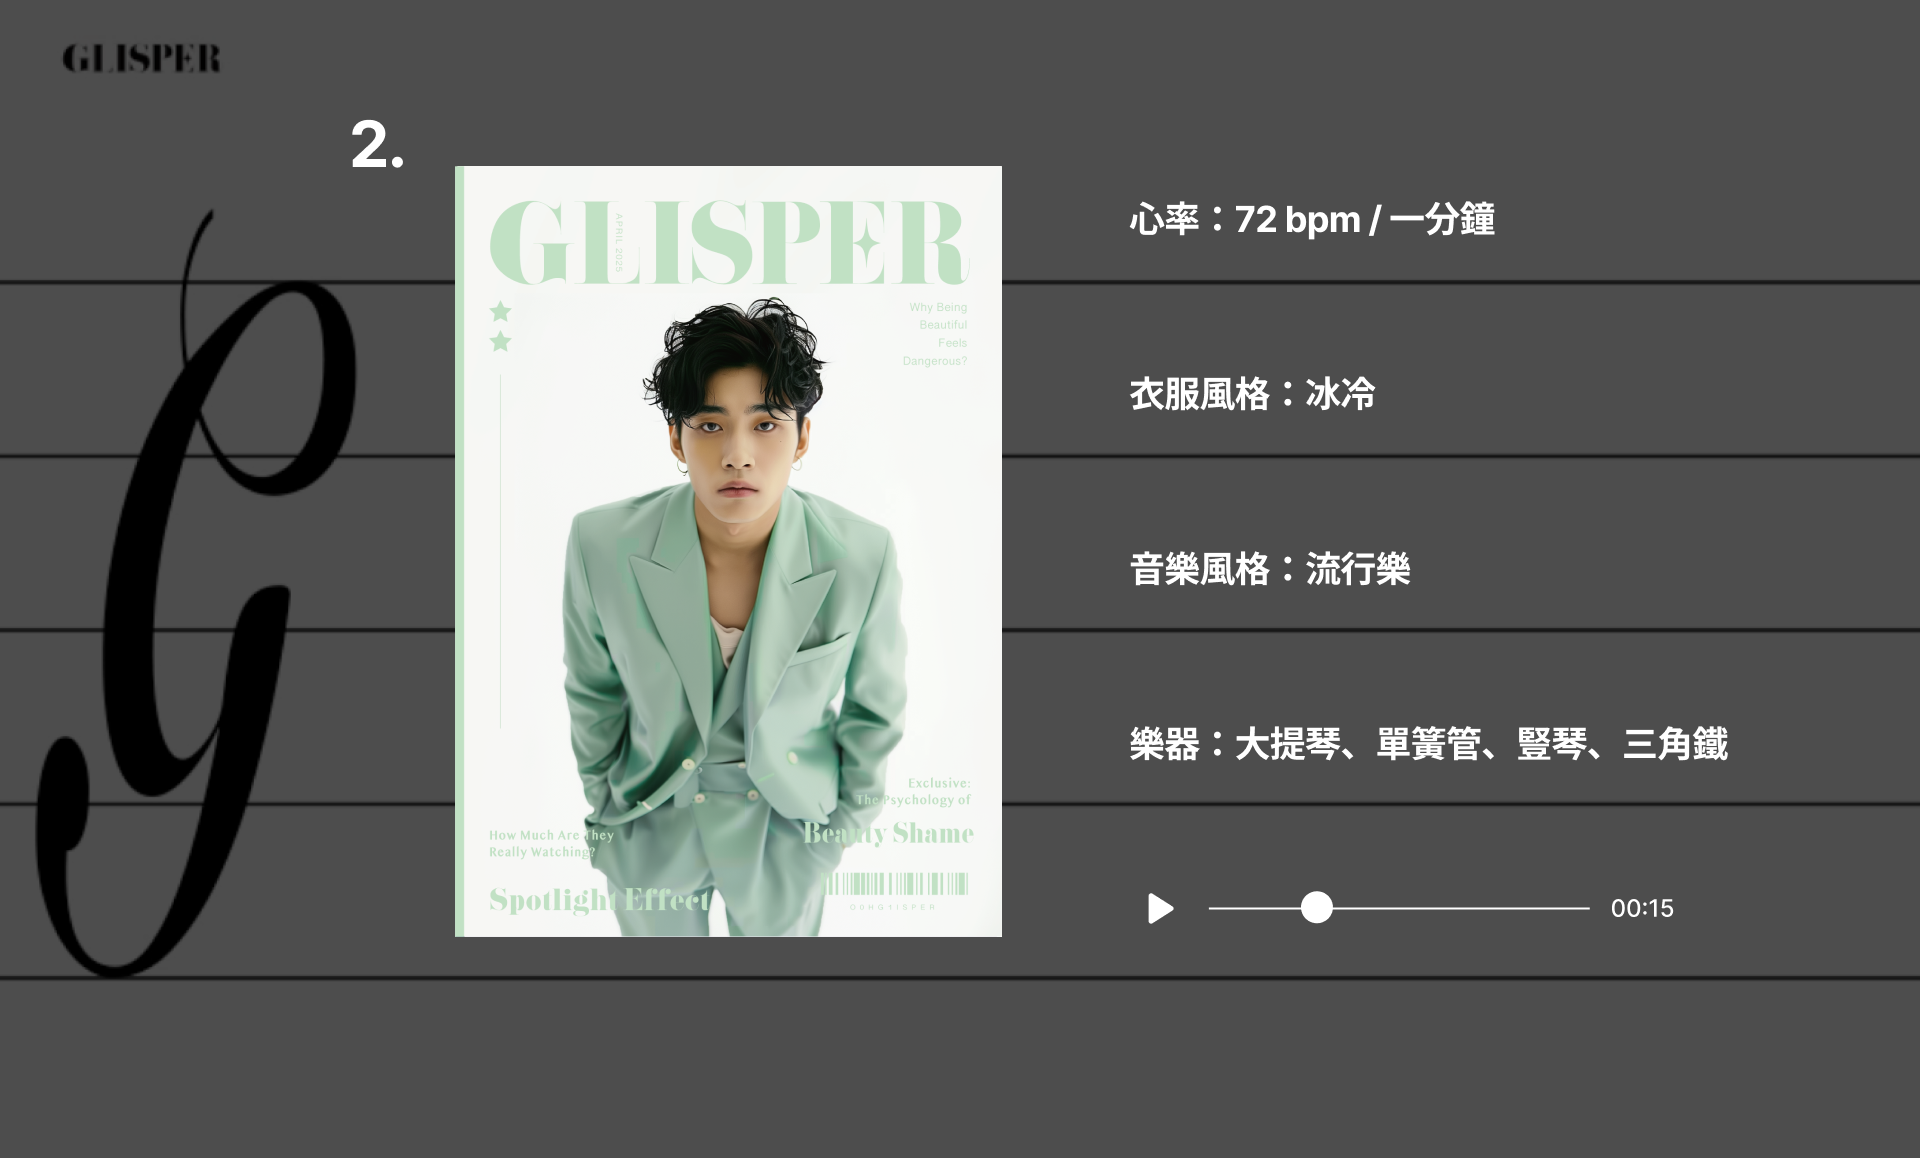 GLISPER
2.
GLISPER
APRIL 2025
Why Being
Beautiful
Feels
Dangerous?
Exclusive:
The Psychology of
Beauty Shame
How Much Are They
Really Watching?
Spotlight Effect
心率：72 bpm / 一分鐘
衣服風格：冰冷
音樂風格：流行樂
樂器：大提琴、單簧管、豎琴、三角鐵
00:15